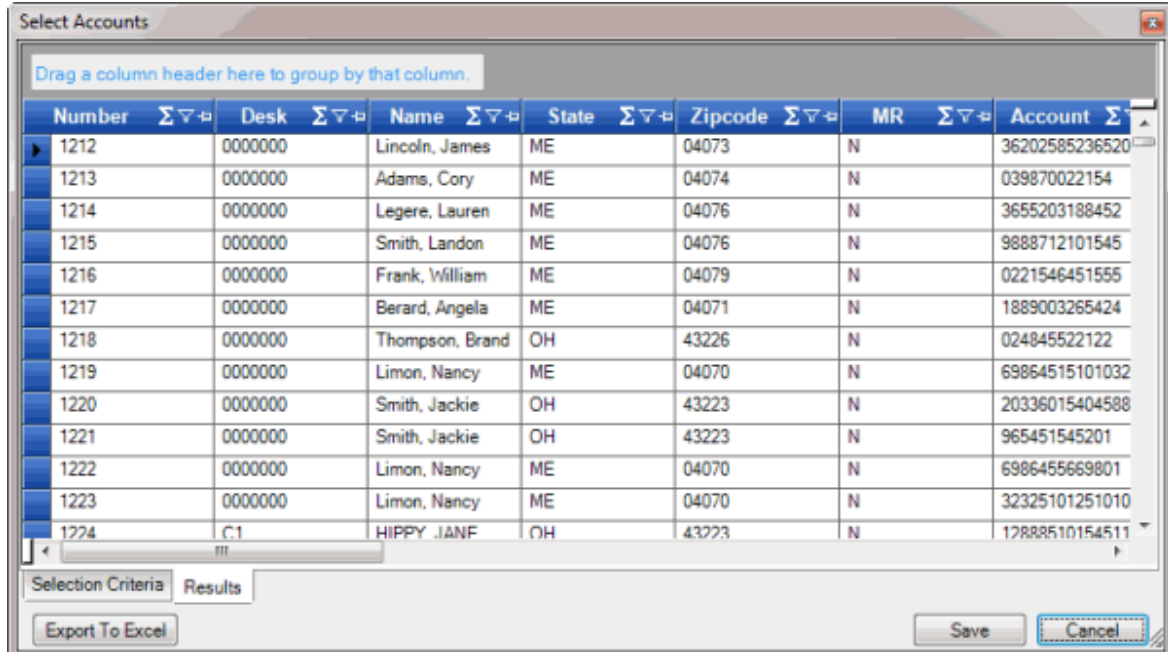 Select Accounts
Drag a column header here to group by that column.
Number Σ Desk Σ Name Σ State Σ Zipcode Σ MR Σ Account Σ
1212 0000000 Lincoln, James ME 04073 N 36202585236520
1213 0000000 Adams, Cory ME 04074 N 039870022154
1214 0000000 Legere, Lauren ME 04076 N 3655203188452
1215 0000000 Smith, Landon ME 04076 N 9888712101545
1216 0000000 Frank, William ME 04079 N 0221546451555
1217 0000000 Berard, Angela ME 04071 N 1889003265424
1218 0000000 Thompson, Brand OH 43226 N 024845522122
1219 0000000 Limon, Nancy ME 04070 N 69864515101032
1220 0000000 Smith, Jackie OH 43223 N 20336015404588
1221 0000000 Smith, Jackie OH 43223 N 965451545201
1222 0000000 Limon, Nancy ME 04070 N 6986455669801
1223 0000000 Limon, Nancy ME 04070 N 32325101251010
1224 C1 HIPPY, JANE OH 43223 N 12888510154511
Selection Criteria Results
Export To Excel Save Cancel